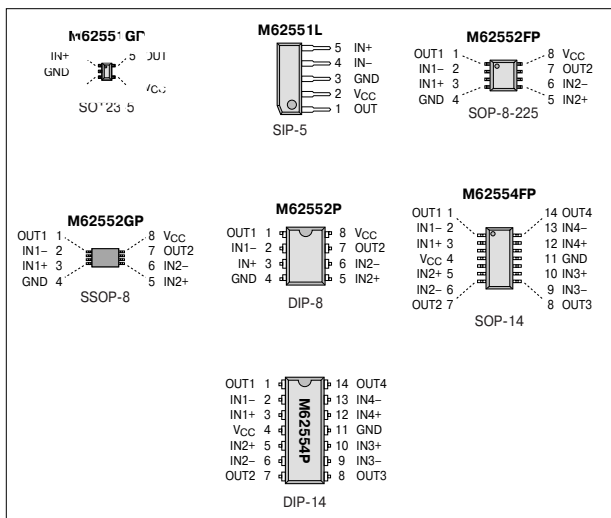 M62551GP
IN+ 5 OUT
GND
VCC
SOT23 5
M62551L
5 IN+
4 IN−
3 GND
2 VCC
1 OUT
SIP-5
M62552FP
OUT1 1 8 VCC
IN1− 2 7 OUT2
IN1+ 3 6 IN2−
GND 4 5 IN2+
SOP-8-225
M62552GP
OUT1 1 8 VCC
IN1− 2 7 OUT2
IN1+ 3 6 IN2−
GND 4 5 IN2+
SSOP-8
M62552P
OUT1 1 8 VCC
IN1− 2 7 OUT2
IN+ 3 6 IN2−
GND 4 5 IN2+
DIP-8
M62554FP
OUT1 1 14 OUT4
IN1− 2 13 IN4−
IN1+ 3 12 IN4+
VCC 4 11 GND
IN2+ 5 10 IN3+
IN2− 6 9 IN3−
OUT2 7 8 OUT3
SOP-14
M62554P
OUT1 1 14 OUT4
IN1− 2 13 IN4−
IN1+ 3 12 IN4+
VCC 4 11 GND
IN2+ 5 10 IN3+
IN2− 6 9 IN3−
OUT2 7 8 OUT3
DIP-14